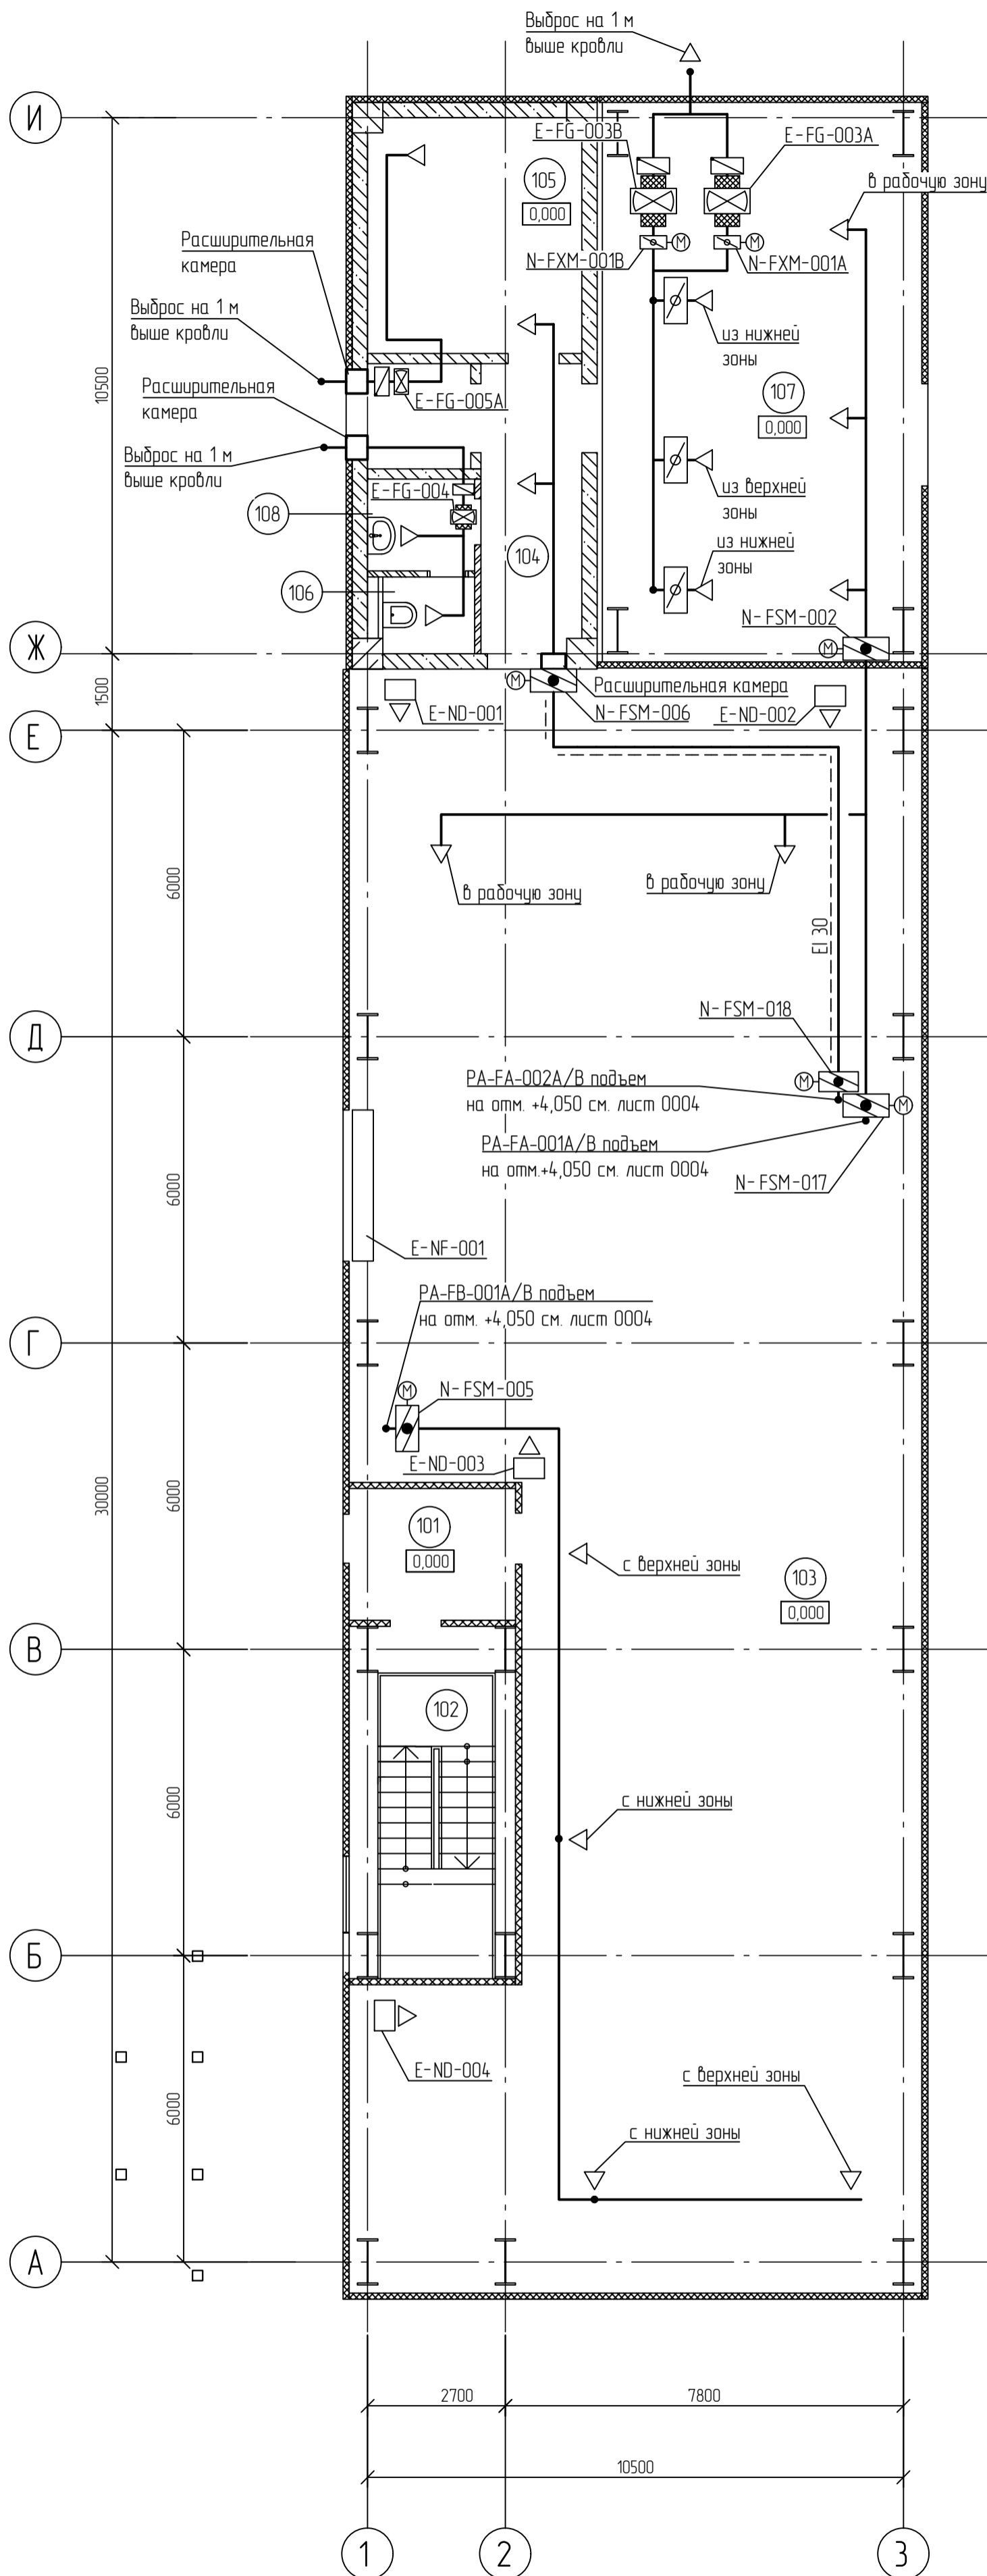 Выброс на 1 м
выше кровли
И
E-FG-003B
E-FG-003A
105
0,000
в рабочую зону
Расширительная
камера
M
M
N-FXM-001B
N-FXM-001A
Выброс на 1 м
выше кровли
из нижней
зоны
10500
Расширительная
камера
E-FG-005A
107
0,000
Выброс на 1 м
выше кровли
E-FG-004
из верхней
зоны
108
104
из нижней
зоны
106
N-FSM-002
M
Ж
M
Расширительная камера
1500
E-ND-001
N-FSM-006
E-ND-002
Е
6000
в рабочую зону
в рабочую зону
EI 30
N-FSM-018
Д
M
PA-FA-002A/B подъем
на отм. +4,050 см. лист 0004
M
PA-FA-001A/B подъем
на отм.+4,050 см. лист 0004
N-FSM-017
6000
E-NF-001
PA-FB-001A/B подъем
на отм. +4,050 см. лист 0004
Г
M
N-FSM-005
E-ND-003
30000
6000
101
0,000
с верхней зоны
103
0,000
В
102
6000
с нижней зоны
Б
E-ND-004
с верхней зоны
6000
с нижней зоны
А
2700
7800
10500
1
2
3